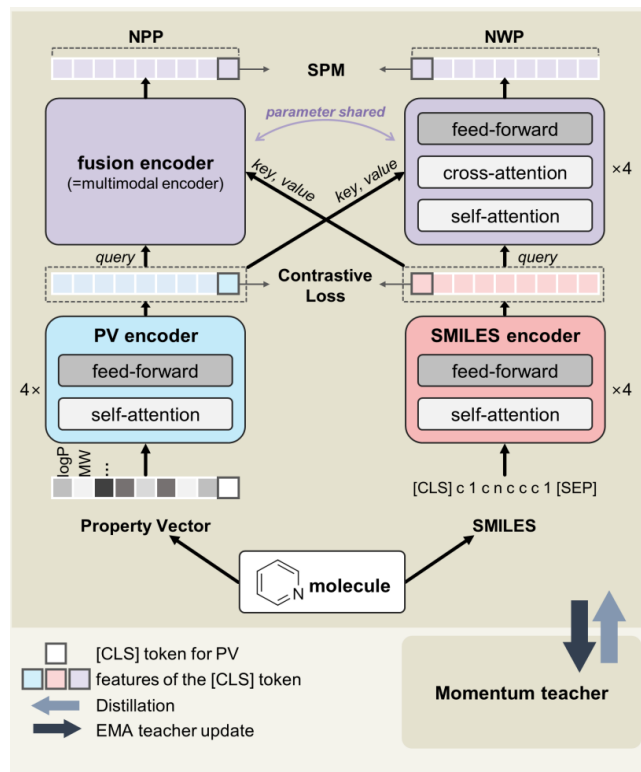 NPP
NWP
SPM
parameter shared
fusion encoder
(=multimodal encoder)
feed-forward
cross-attention
self-attention
×4
key, value
key, value
query
query
Contrastive
Loss
PV encoder
feed-forward
self-attention
4×
SMILES encoder
feed-forward
self-attention
×4
logP
MW
...
[CLS] c 1 c n c c c 1 [SEP]
Property Vector
SMILES
N
molecule
[CLS] token for PV
features of the [CLS] token
Distillation
EMA teacher update
Momentum teacher